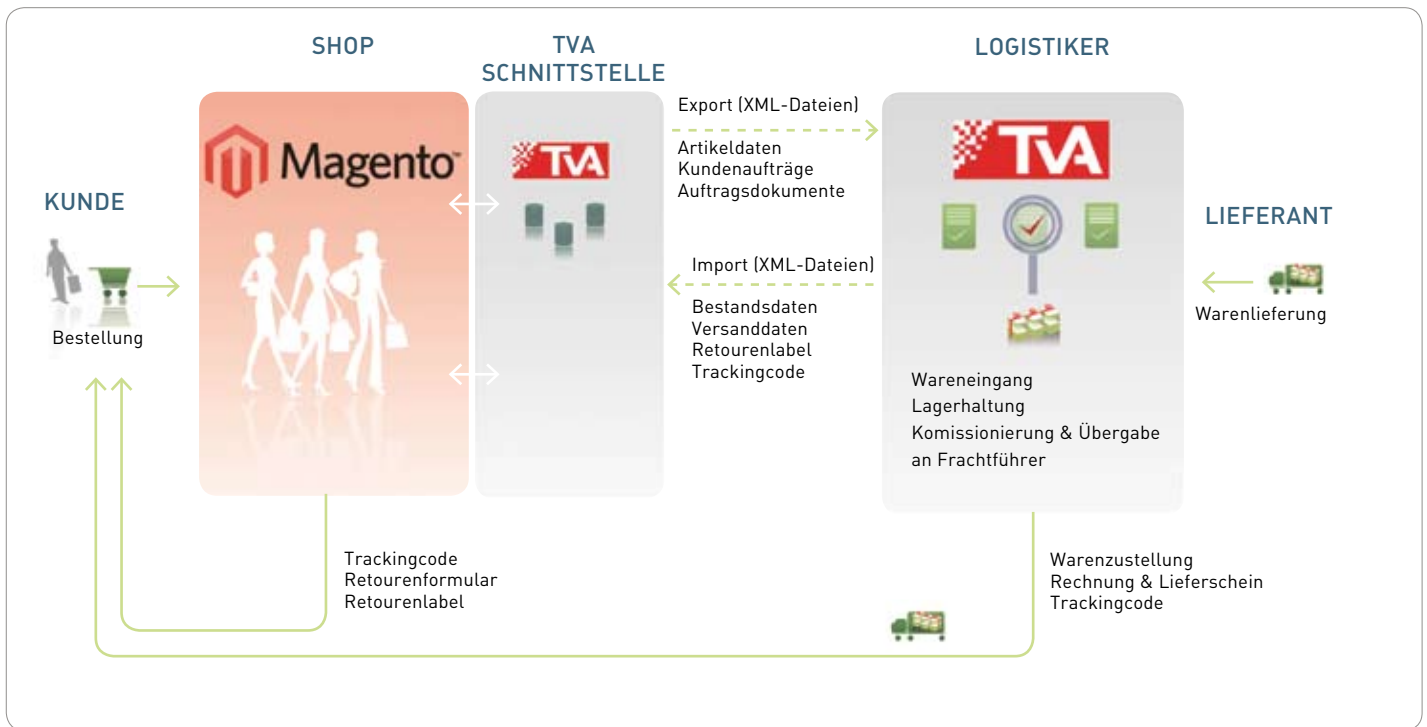 SHOP
TVA
SCHNITTSTELLE
LOGISTIKER
KUNDE
Bestellung
Magento™
TVA
Export (XML-Dateien)
Artikeldaten
Kundenaufträge
Auftragsdokumente
Import (XML-Dateien)
Bestandsdaten
Versanddaten
Retourenlabel
Trackingcode
TVA
Wareneingang
Lagerhaltung
Komissionierung & Übergabe
an Frachtführer
LIEFERANT
Warenlieferung
Trackingcode
Retourenformular
Retourenlabel
Warenzustellung
Rechnung & Lieferschein
Trackingcode